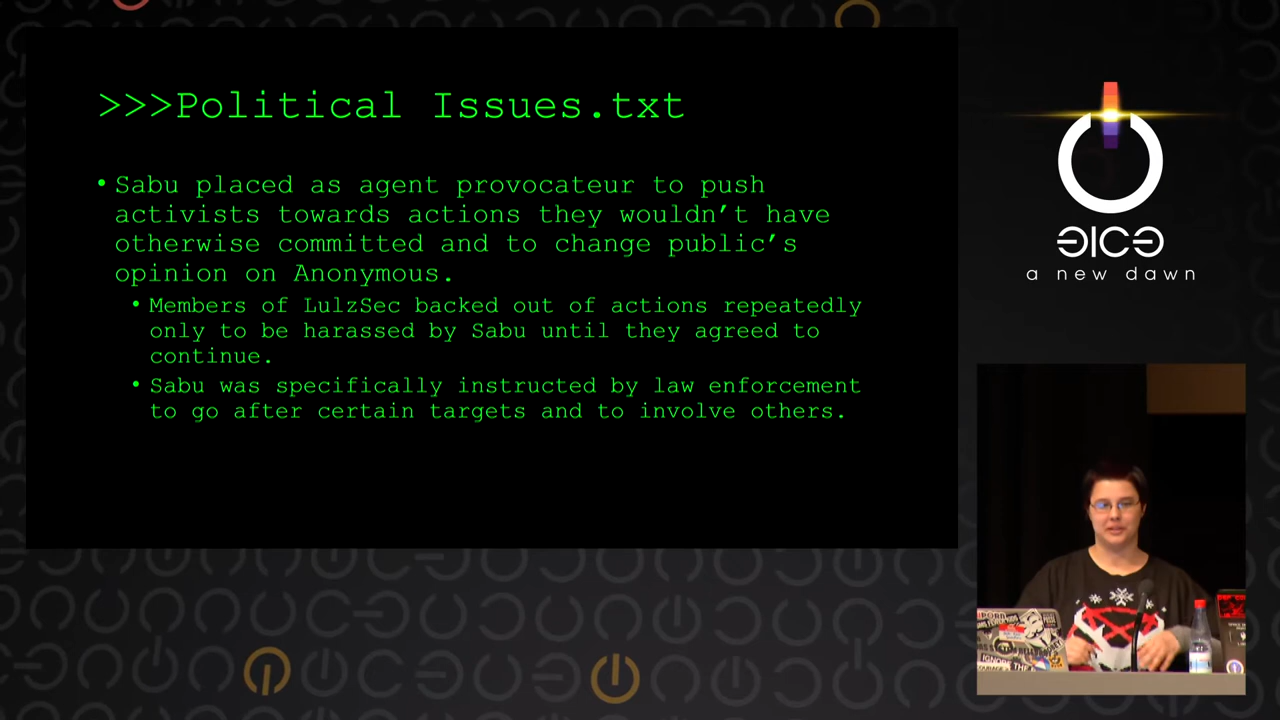 >>>Political Issues.txt
• Sabu placed as agent provocateur to push
activists towards actions they wouldn’t have
otherwise committed and to change public’s
opinion on Anonymous.
• Members of LulzSec backed out of actions repeatedly
only to be harassed by Sabu until they agreed to
continue.
• Sabu was specifically instructed by law enforcement
to go after certain targets and to involve others.
a new dawn
IGNORE THE